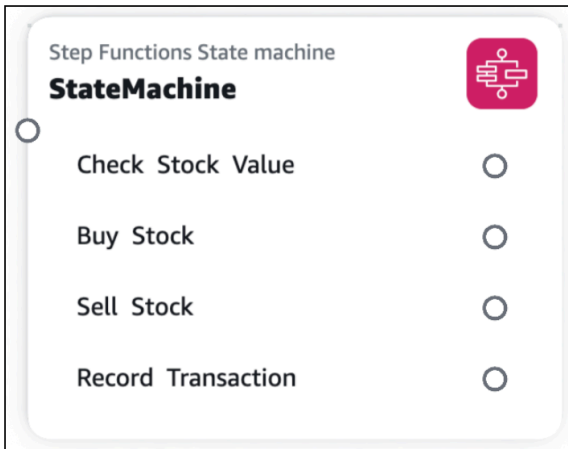 Step Functions State machine
StateMachine
Check Stock Value
Buy Stock
Sell Stock
Record Transaction